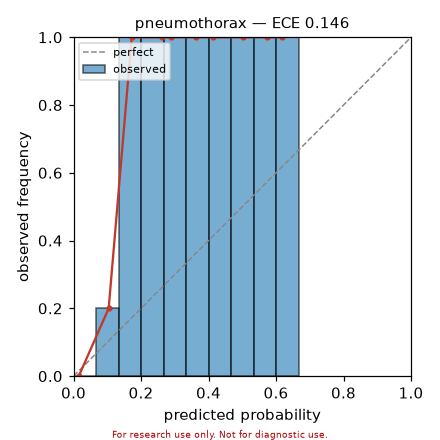 pneumothorax — ECE 0.146
perfect
observed
observed frequency
1.0
0.8
0.6
0.4
0.2
0.0
0.0 0.2 0.4 0.6 0.8 1.0
predicted probability
For research use only. Not for diagnostic use.